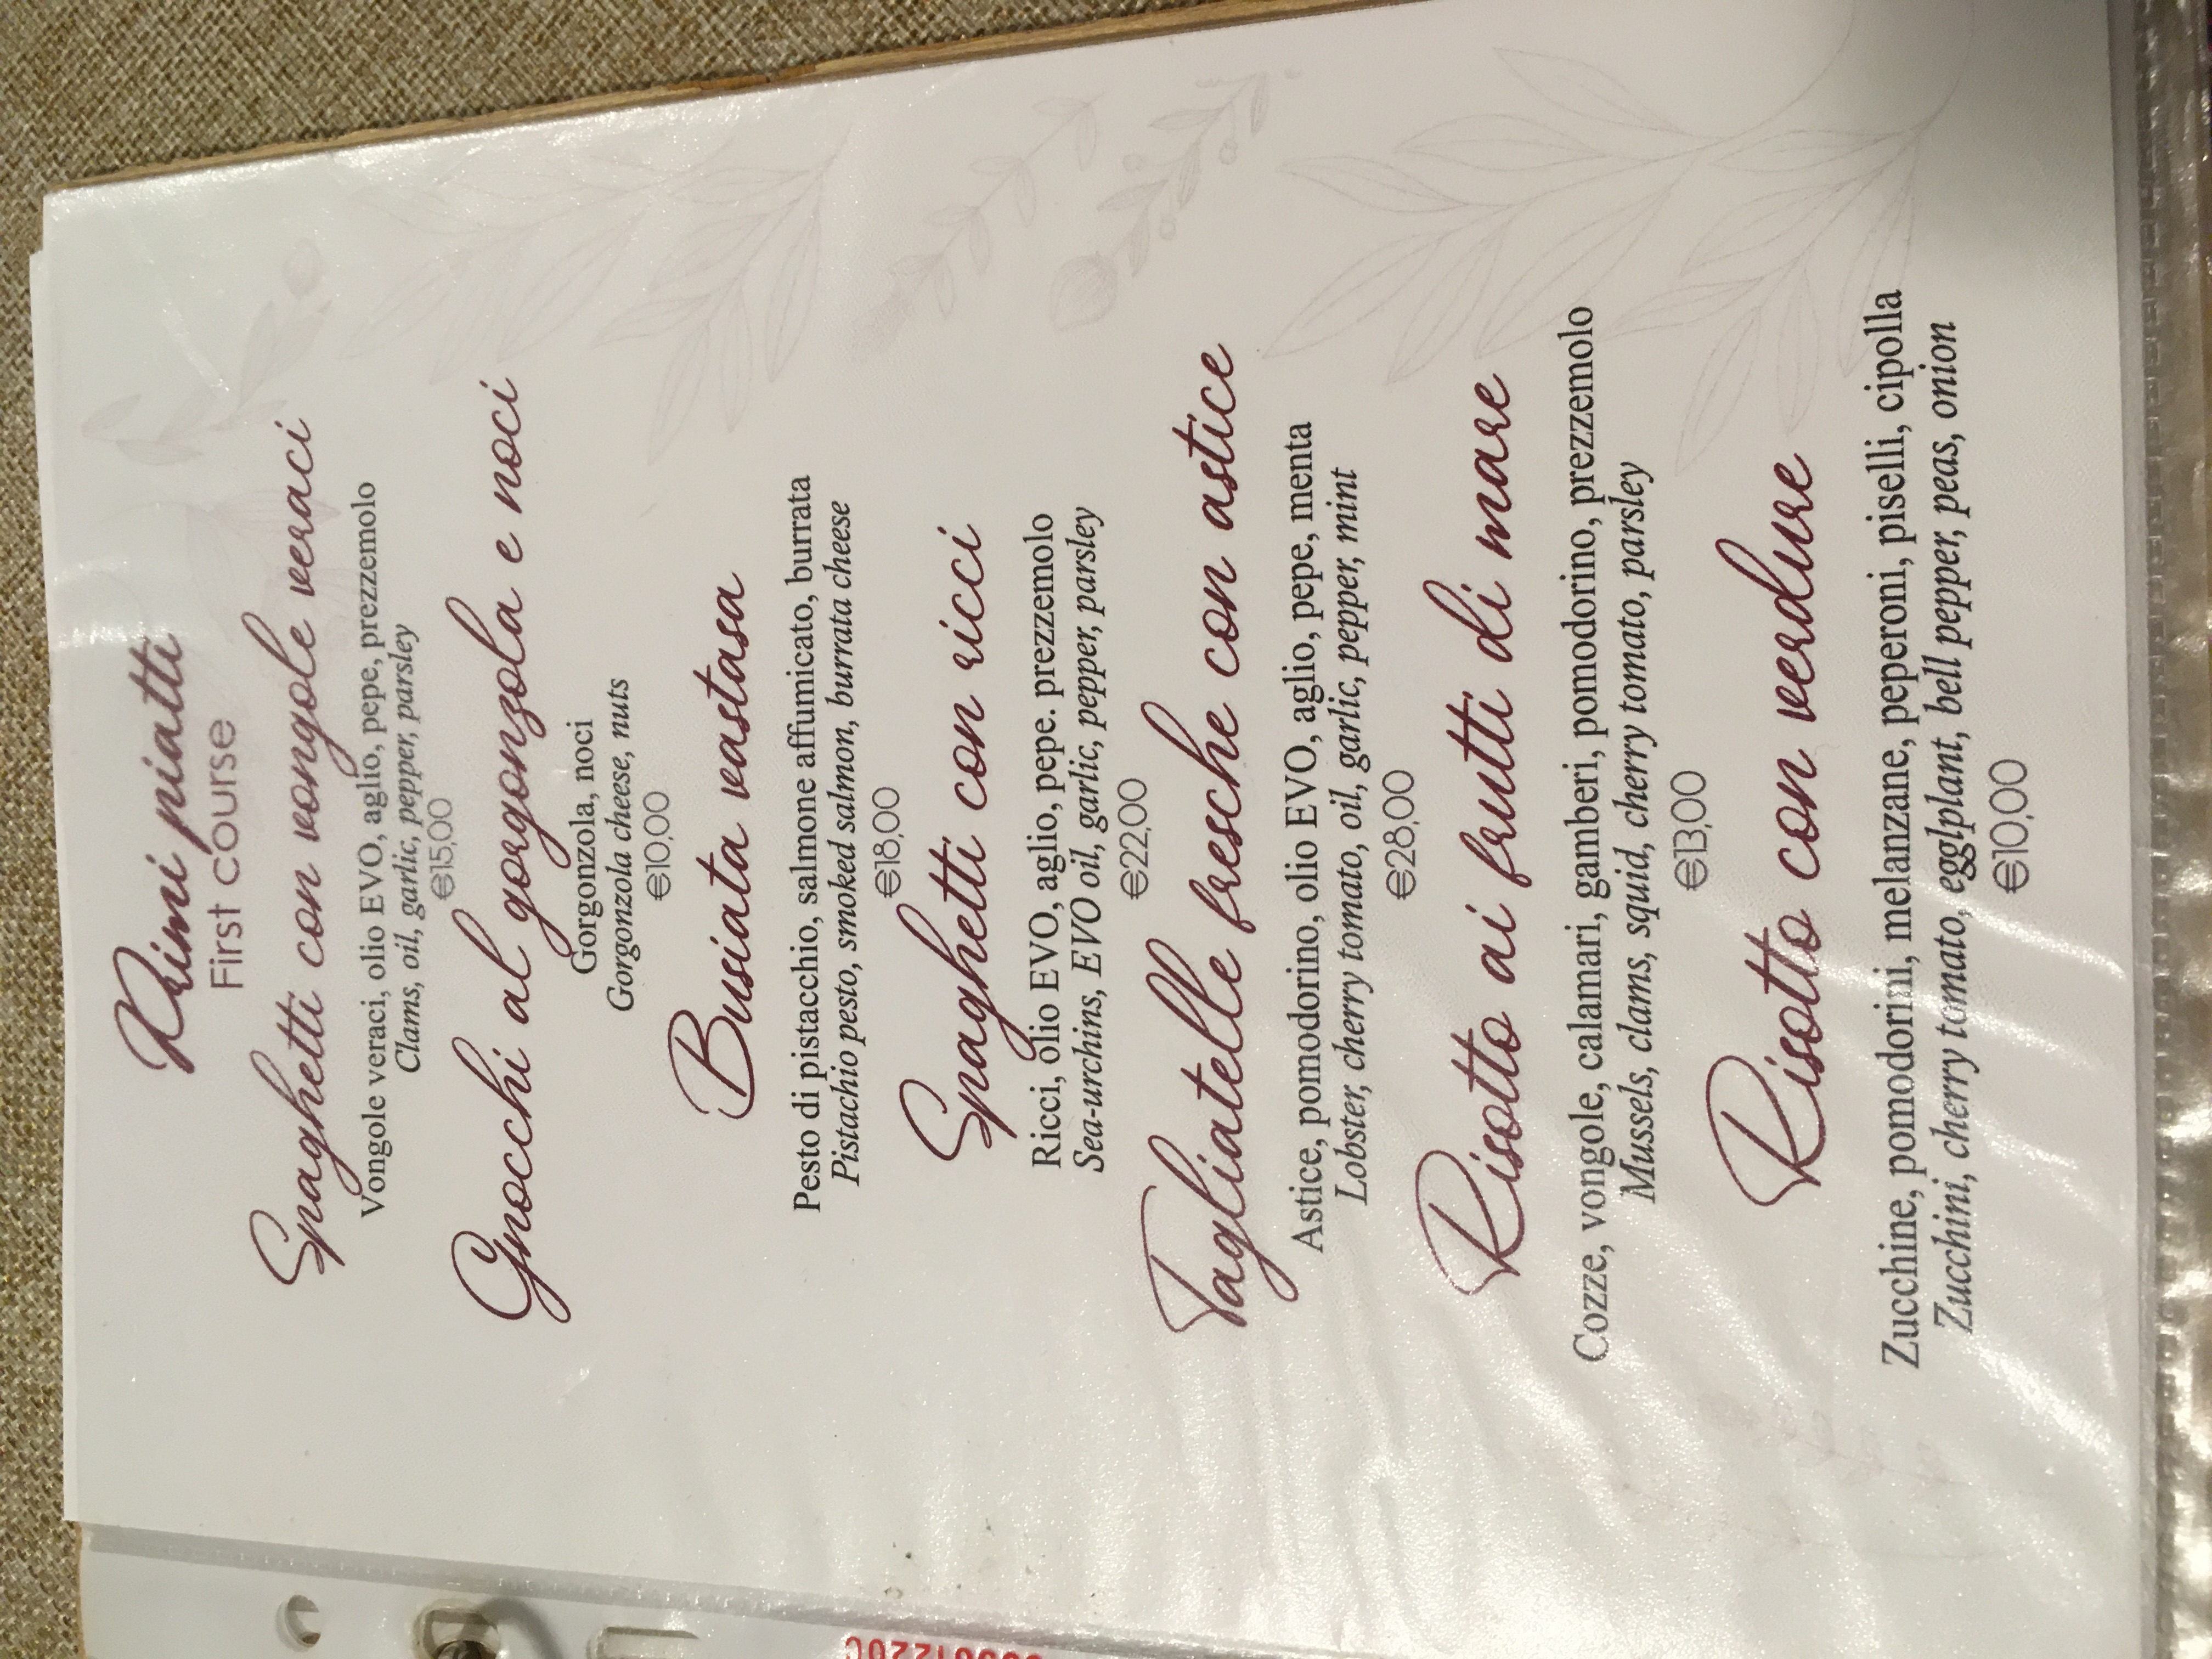 Primi piatti
First course
Spaghetti con vongole veraci
Vongole veraci, olio EVO, aglio, pepe, prezzemolo
Clams, oil, garlic, pepper, parsley
€15,00
Gnocchi al gorgonzola e noci
Gorgonzola, noci
Gorgonzola cheese, nuts
€10,00
Busiata vastasa
Pesto di pistacchio, salmone affumicato, burrata
Pistachio pesto, smoked salmon, burrata cheese
€18,00
Spaghetti con ricci
Ricci, olio EVO, aglio, pepe. prezzemolo
Sea-urchins, EVO oil, garlic, pepper, parsley
€22,00
Tagliatelle fresche con astice
Astice, pomodorino, olio EVO, aglio, pepe, menta
Lobster, cherry tomato, oil, garlic, pepper, mint
€28,00
Risotto ai frutti di mare
Cozze, vongole, calamari, gamberi, pomodorino, prezzemolo
Mussels, clams, squid, cherry tomato, parsley
€13,00
Risotto con verdure
Zucchine, pomodorini, melanzane, peperoni, piselli, cipolla
Zucchini, cherry tomato, egglplant, bell pepper, peas, onion
€10,00